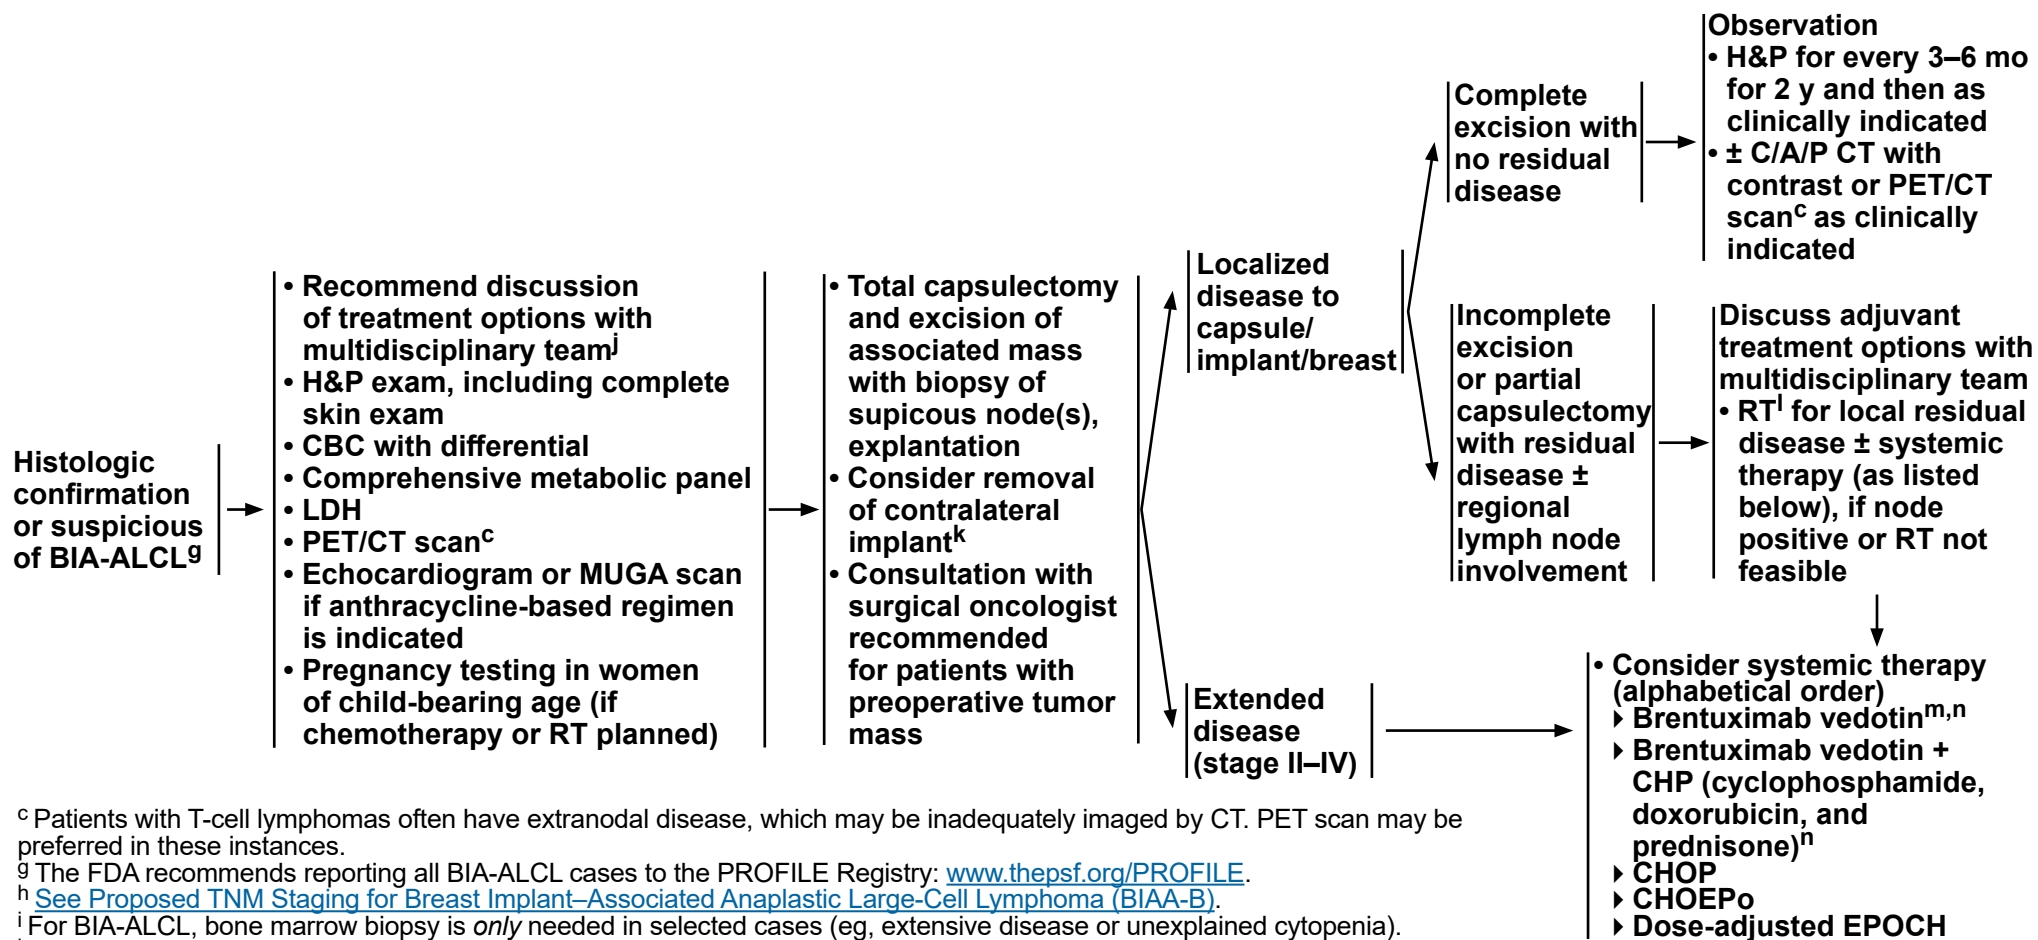 Histologic
confirmation
or suspicious
of BIA-ALCLg
• Recommend discussion
of treatment options with
multidisciplinary teamj
• H&P exam, including complete
skin exam
• CBC with differential
• Comprehensive metabolic panel
• LDH
• PET/CT scanc
• Echocardiogram or MUGA scan
if anthracycline-based regimen
is indicated
• Pregnancy testing in women
of child-bearing age (if
chemotherapy or RT planned)
• Total capsulectomy
and excision of
associated mass
with biopsy of
supicous node(s),
explantation
• Consider removal
of contralateral
implantk
• Consultation with
surgical oncologist
recommended
for patients with
preoperative tumor
mass
Localized
disease to
capsule/
implant/breast
Complete
excision with
no residual
disease
Observation
• H&P for every 3–6 mo
for 2 y and then as
clinically indicated
• ± C/A/P CT with
contrast or PET/CT
scanc as clinically
indicated
Incomplete
excision
or partial
capsulectomy
with residual
disease ±
regional
lymph node
involvement
Discuss adjuvant
treatment options with
multidisciplinary team
• RTl for local residual
disease ± systemic
therapy (as listed
below), if node
positive or RT not
feasible
Extended
disease
(stage II–IV)
• Consider systemic therapy
(alphabetical order)
Brentuximab vedotinm,n
Brentuximab vedotin +
CHP (cyclophosphamide,
doxorubicin, and
prednisone)n
CHOP
CHOEPo
Dose-adjusted EPOCH
c Patients with T-cell lymphomas often have extranodal disease, which may be inadequately imaged by CT. PET scan may be
preferred in these instances.
g The FDA recommends reporting all BIA-ALCL cases to the PROFILE Registry: www.thepsf.org/PROFILE.
h See Proposed TNM Staging for Breast Implant–Associated Anaplastic Large-Cell Lymphoma (BIAA-B).
i For BIA-ALCL, bone marrow biopsy is only needed in selected cases (eg, extensive disease or unexplained cytopenia).